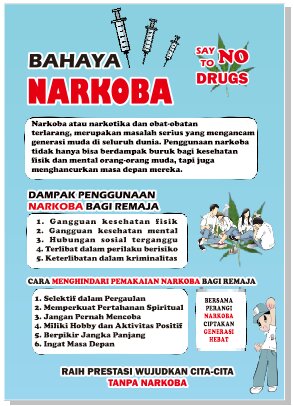 BAHAYA
NARKOBA
SAY
TO NO
DRUGS
Narkoba atau narkotika dan obat-obatan
terlarang, merupakan masalah serius yang mengancam
generasi muda di seluruh dunia. Penggunaan narkoba
tidak hanya bisa berdampak buruk bagi kesehatan
fisik dan mental orang-orang muda, tapi juga
menghancurkan masa depan mereka.
DAMPAK PENGGUNAAN
NARKOBA BAGI REMAJA
1. Gangguan kesehatan fisik
2. Gangguan kesehatan mental
3. Hubungan sosial terganggu
4. Terlibat dalam perilaku berisiko
5. Keterlibatan dalam kriminalitas
CARA MENGHINDARI PEMAKAIAN NARKOBA BAGI REMAJA
1. Selektif dalam Pergaulan
2. Memperkuat Pertahanan Spiritual
3. Jangan Pernah Mencoba
4. Miliki Hobby dan Aktivitas Positif
5. Berpikir Jangka Panjang
6. Ingat Masa Depan
BERSAMA
PERANGI
NARKOBA
CIPTAKAN
GENERASI
HEBAT
RAIH PRESTASI WUJUDKAN CITA-CITA
TANPA NARKOBA